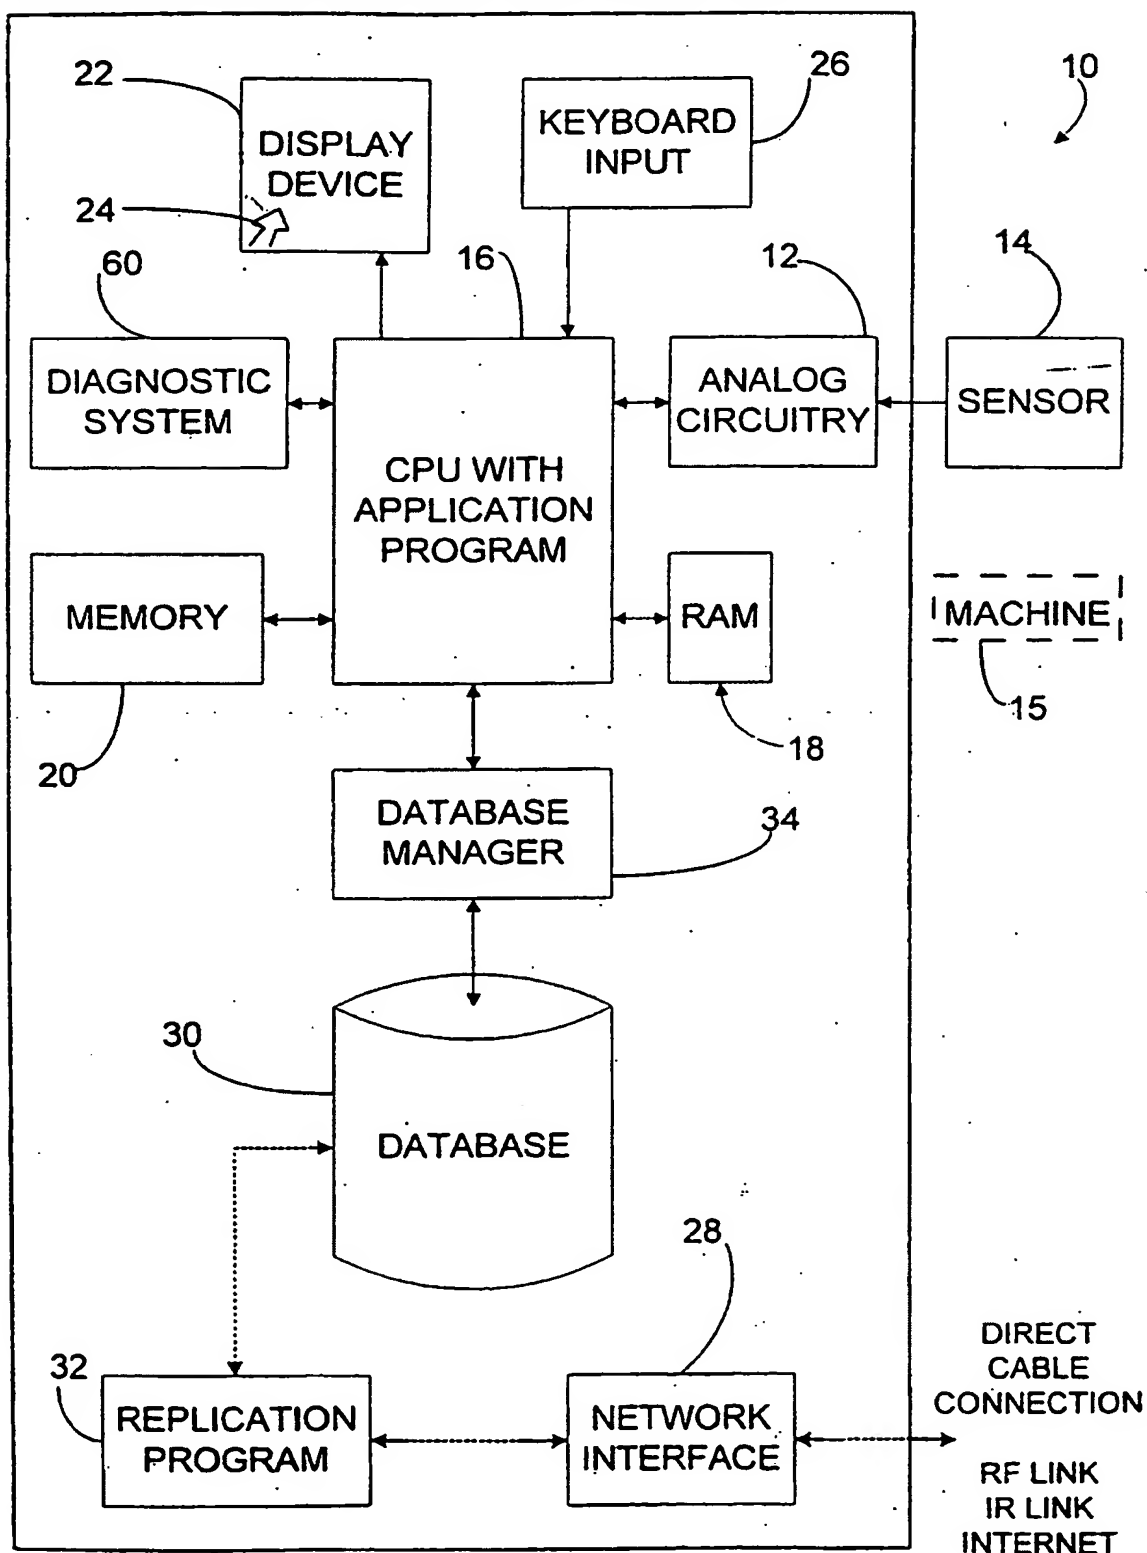 22
26
10
DISPLAY
DEVICE
KEYBOARD
INPUT
24
60
16
12
14
DIAGNOSTIC
SYSTEM
CPU WITH
APPLICATION
PROGRAM
ANALOG
CIRCUITRY
SENSOR
MEMORY
RAM
MACHINE
20
18
15
DATABASE
MANAGER
34
30
DATABASE
28
32
REPLICATION
PROGRAM
NETWORK
INTERFACE
DIRECT
CABLE
CONNECTION
RF LINK
IR LINK
INTERNET